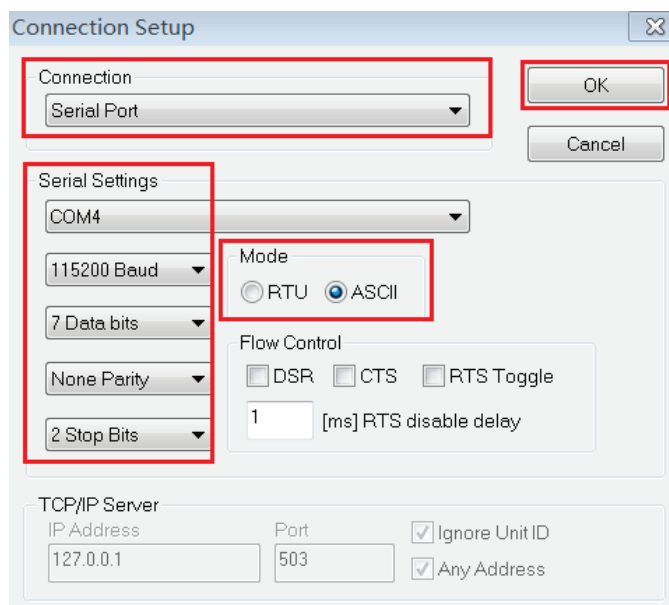 Connection Setup
Connection
Serial Port
OK
Cancel
Serial Settings
COM4
115200 Baud
Mode
RTU ASCII
7 Data bits
Flow Control
None Parity
DSR CTS RTS Toggle
2 Stop Bits
1 [ms] RTS disable delay
TCP/IP Server
IP Address Port
Ignore Unit ID
127.0.0.1 503
Any Address